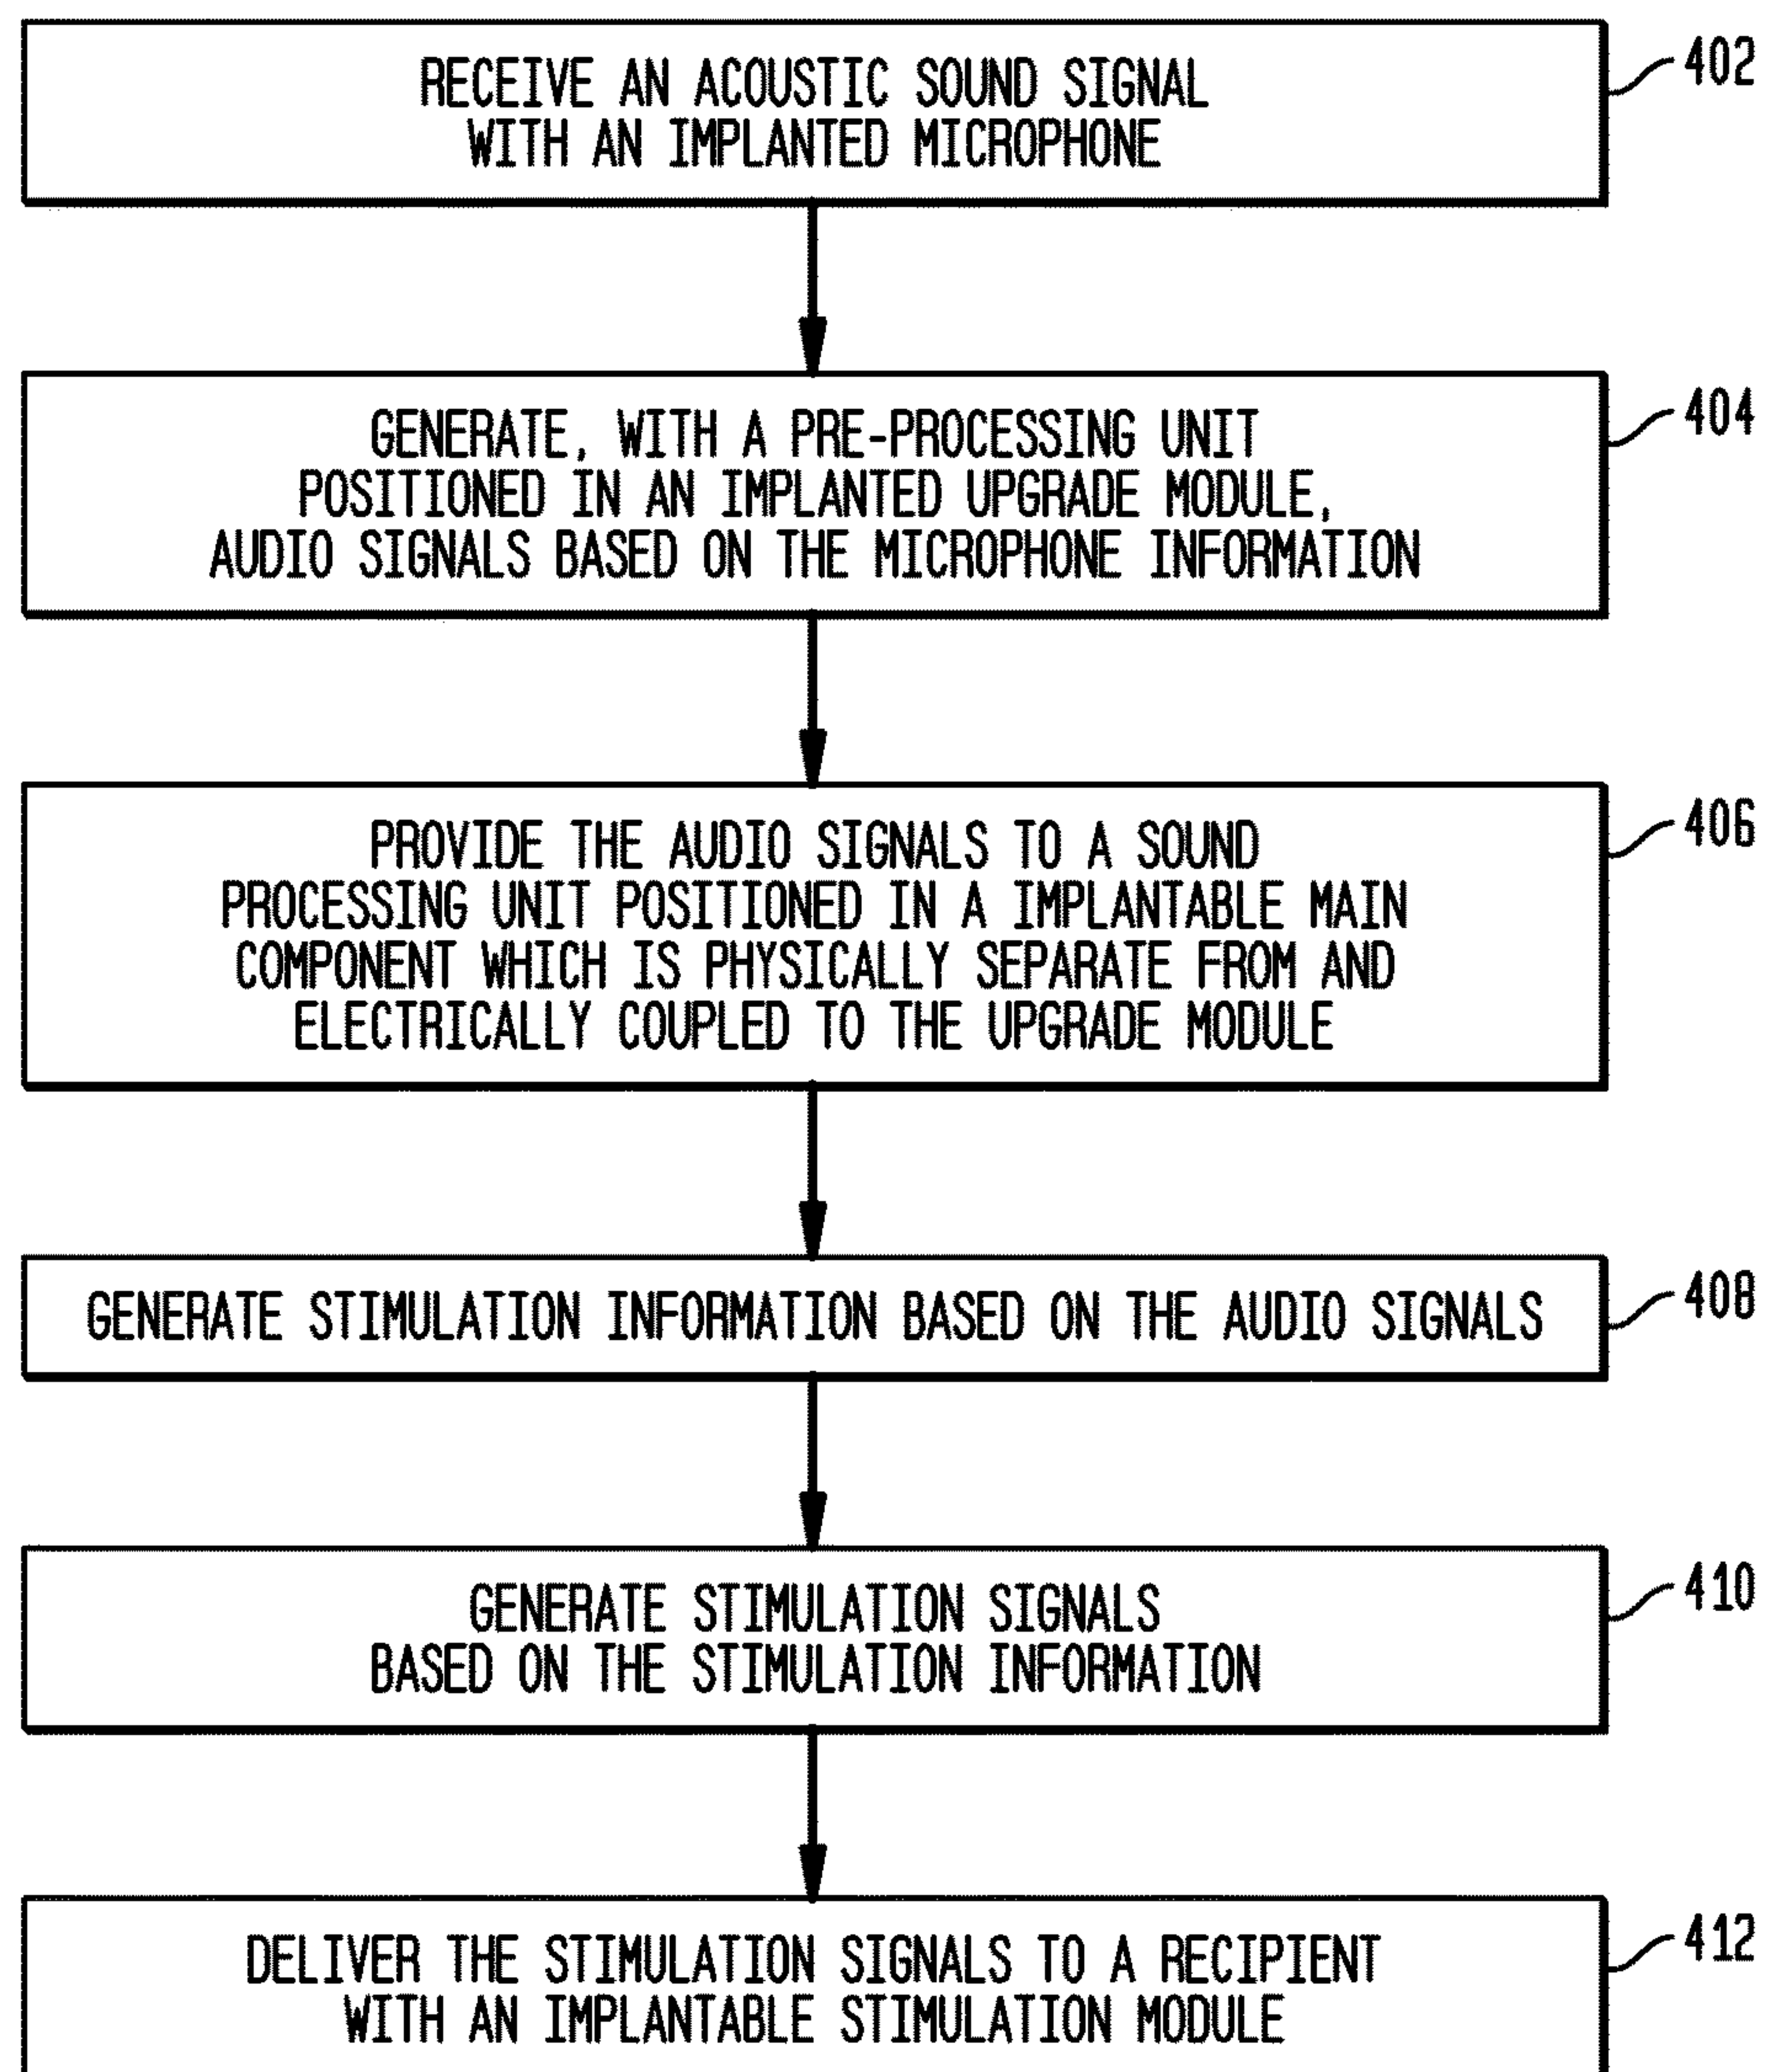 RECEIVE AN ACOUSTIC SOUND SIGNAL
WITH AN IMPLANTED MICROPHONE
402
GENERATE, WITH A PRE-PROCESSING UNIT
POSITIONED IN AN IMPLANTED UPGRADE MODULE,
AUDIO SIGNALS BASED ON THE MICROPHONE INFORMATION
404
PROVIDE THE AUDIO SIGNALS TO A SOUND
PROCESSING UNIT POSITIONED IN A IMPLANTABLE MAIN
COMPONENT WHICH IS PHYSICALLY SEPARATE FROM AND
ELECTRICALLY COUPLED TO THE UPGRADE MODULE
406
GENERATE STIMULATION INFORMATION BASED ON THE AUDIO SIGNALS
408
GENERATE STIMULATION SIGNALS
BASED ON THE STIMULATION INFORMATION
410
DELIVER THE STIMULATION SIGNALS TO A RECIPIENT
WITH AN IMPLANTABLE STIMULATION MODULE
412